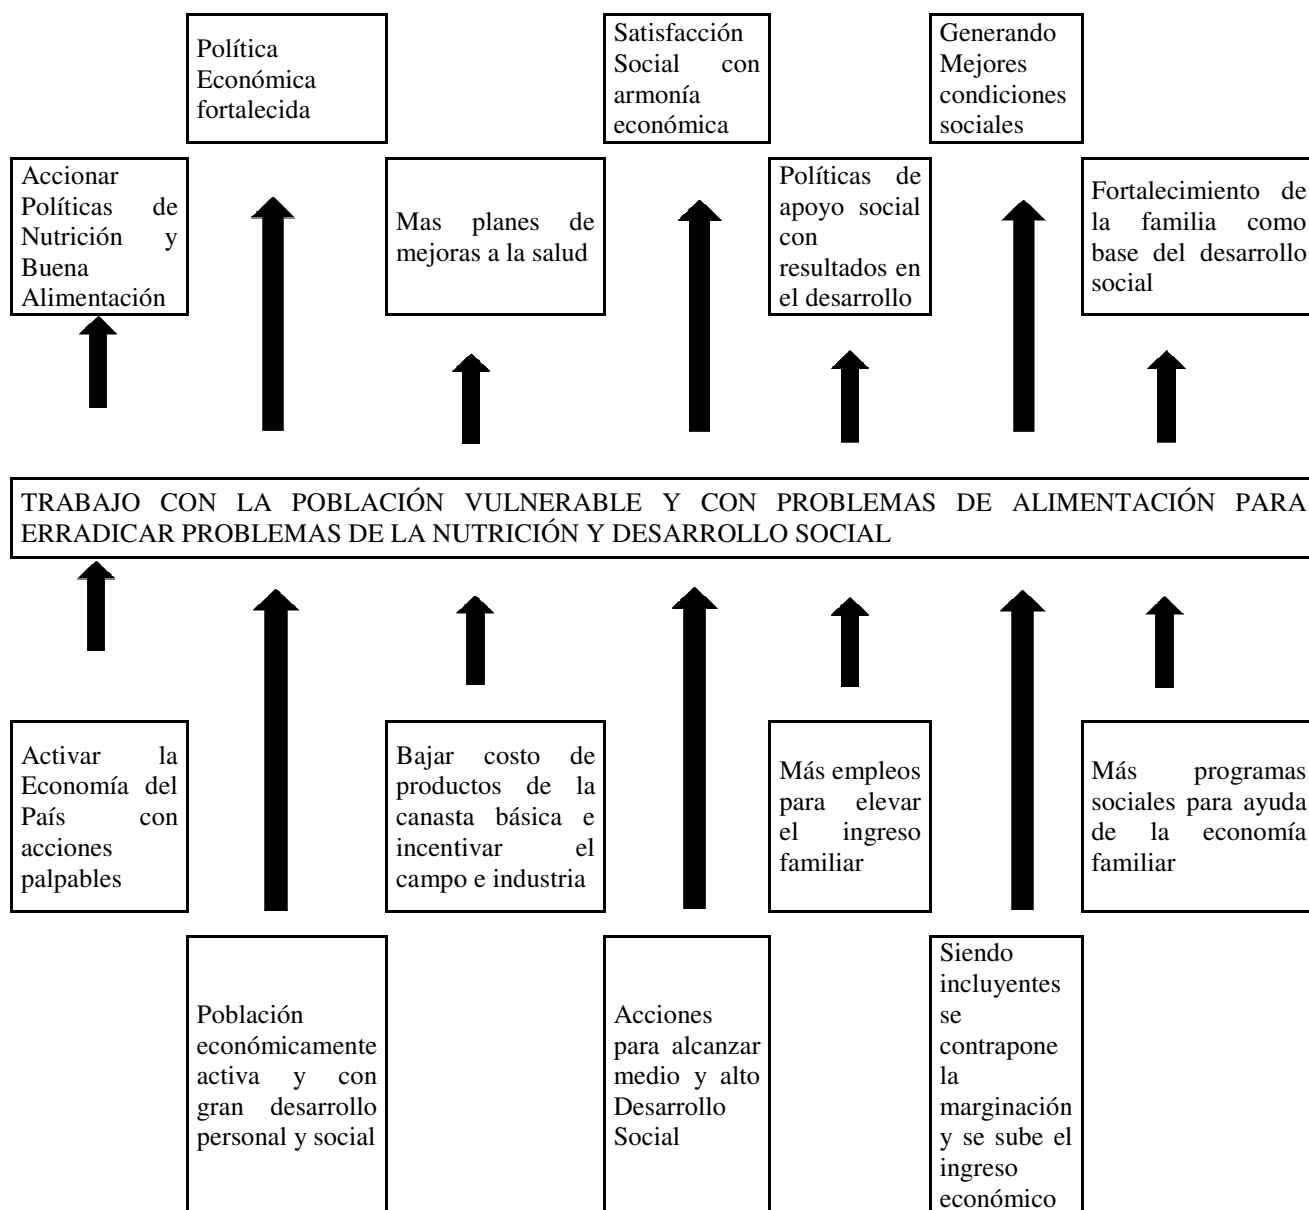 Política
Económica
fortalecida
Satisfacción
Social con
armonía
económica
Generando
Mejores
condiciones
sociales
Accionar
Políticas de
Nutrición y
Buena
Alimentación
Mas planes de
mejoras a la salud
Políticas de
apoyo social
con
resultados en
el desarrollo
Fortalecimiento de
la familia como
base del desarrollo
social
TRABAJO CON LA POBLACIÓN VULNERABLE Y CON PROBLEMAS DE ALIMENTACIÓN PARA
ERRADICAR PROBLEMAS DE LA NUTRICIÓN Y DESARROLLO SOCIAL
Activar la
Economía del
País con
acciones
palpables
Bajar costo de
productos de la
canasta básica e
incentivar el
campo e industria
Más empleos
para elevar
el ingreso
familiar
Más programas
sociales para ayuda
de la economía
familiar
Población
económicamente
activa y con
gran desarrollo
personal y social
Acciones
para alcanzar
medio y alto
Desarrollo
Social
Siendo
incluyentes
se
contrapone
la
marginación
y se sube el
ingreso
económico